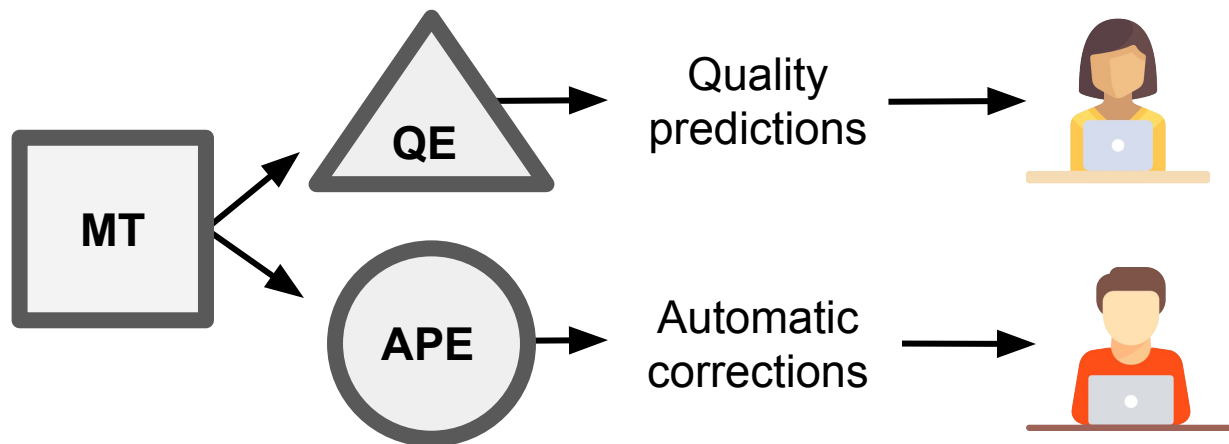 MT
QE
Quality
predictions
APE
Automatic
corrections